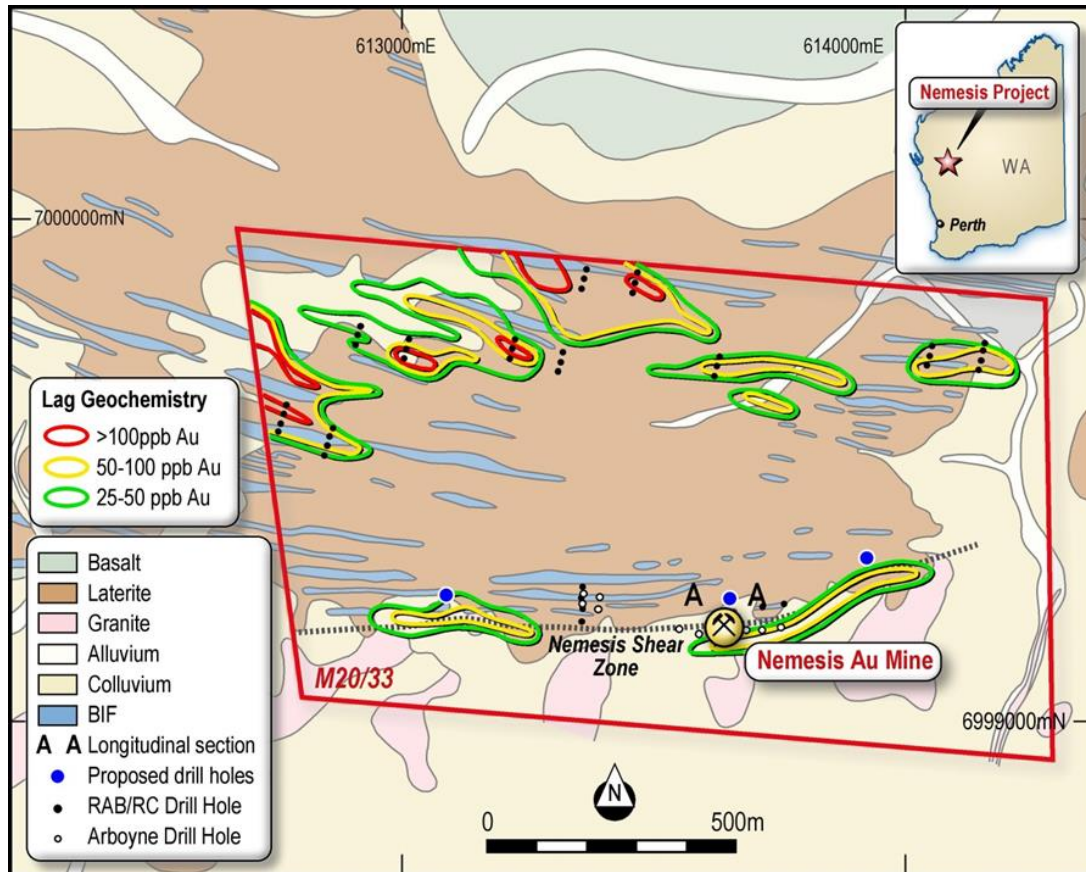 613000mE
614000mE
Nemesis Project
WA
Perth
7000000mN
Lag Geochemistry
>100ppb Au
50-100 ppb Au
25-50 ppb Au
Basalt
Laterite
Granite
Alluvium
Colluvium
BIF
A A Longitudinal section
Proposed drill holes
RAB/RC Drill Hole
Arboyne Drill Hole
A A
Nemesis Shear
Zone
Nemesis Au Mine
M20/33
6999000mN
N
0 500m